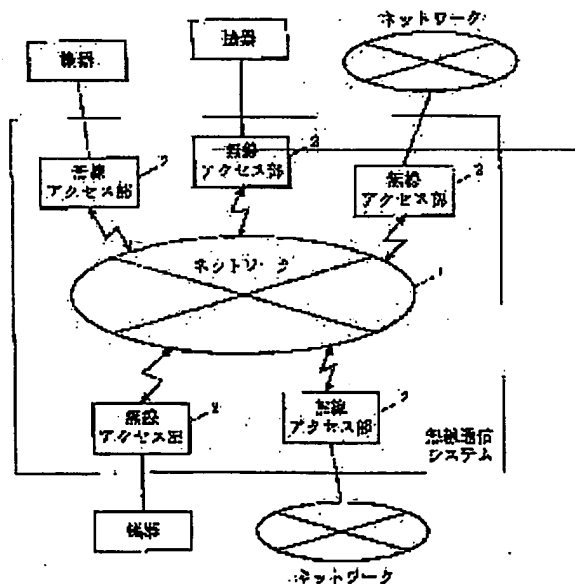 ネットワーク
機器
機器
無線
アクセス部
2
無線
アクセス部
2
無線
アクセス部
2
ネットワーク
1
無線
アクセス部
2
無線
アクセス部
2
無線通信
システム
機器
ネットワーク